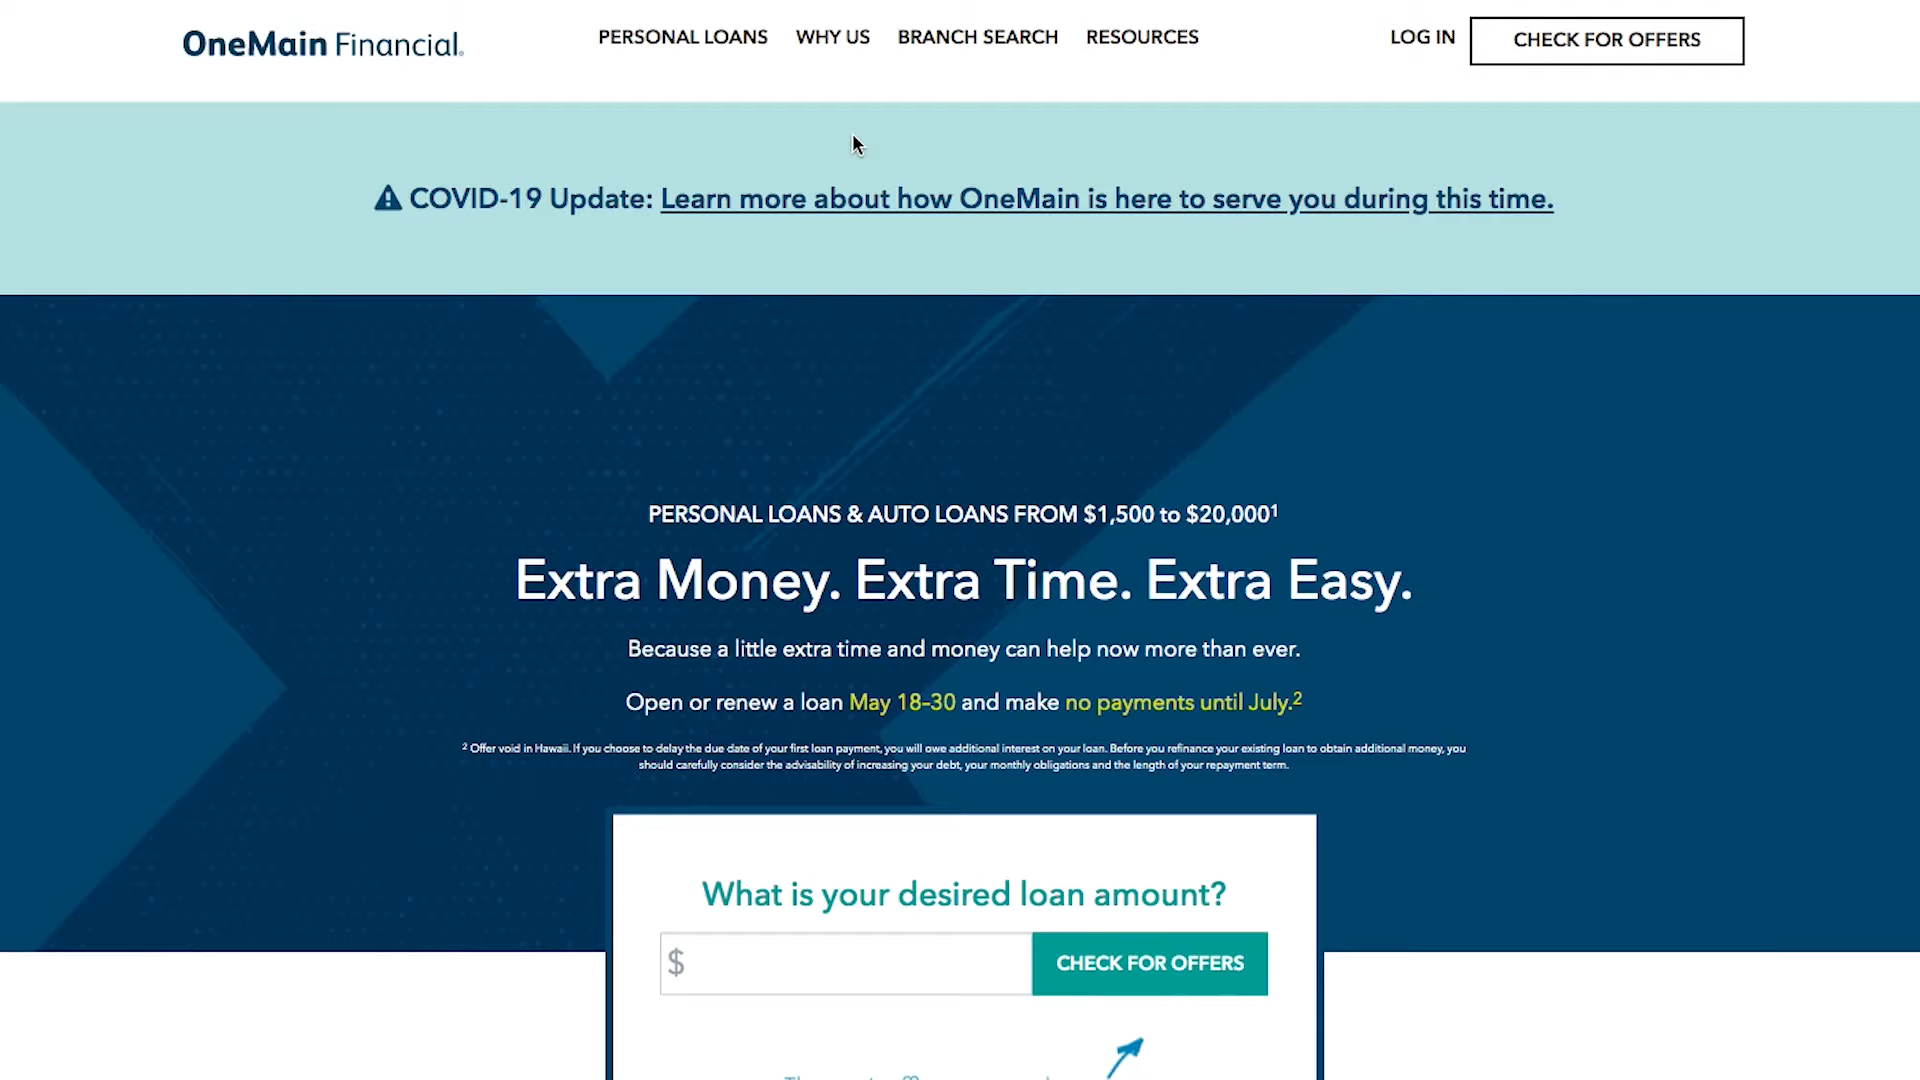 OneMain Financial.
PERSONAL LOANS WHY US BRANCH SEARCH RESOURCES
LOG IN CHECK FOR OFFERS
COVID-19 Update: Learn more about how OneMain is here to serve you during this time.
PERSONAL LOANS & AUTO LOANS FROM $1,500 to $20,000¹
Extra Money. Extra Time. Extra Easy.
Because a little extra time and money can help now more than ever.
Open or renew a loan May 18-30 and make no payments until July.²
² Offer void in Hawaii. If you choose to delay the due date of your first loan payment, you will owe additional interest on your loan. Before you refinance your existing loan to obtain additional money, you
should carefully consider the advisability of increasing your debt, your monthly obligations and the length of your repayment term.
What is your desired loan amount?
$ CHECK FOR OFFERS